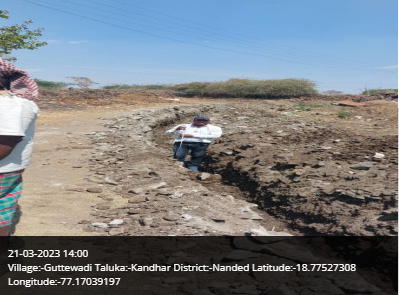 21-03-2023 14:00
Village:-Guttewadi Taluka:-Kandhar District:-Nanded Latitude:-18.77527308
Longitude:-77.17039197